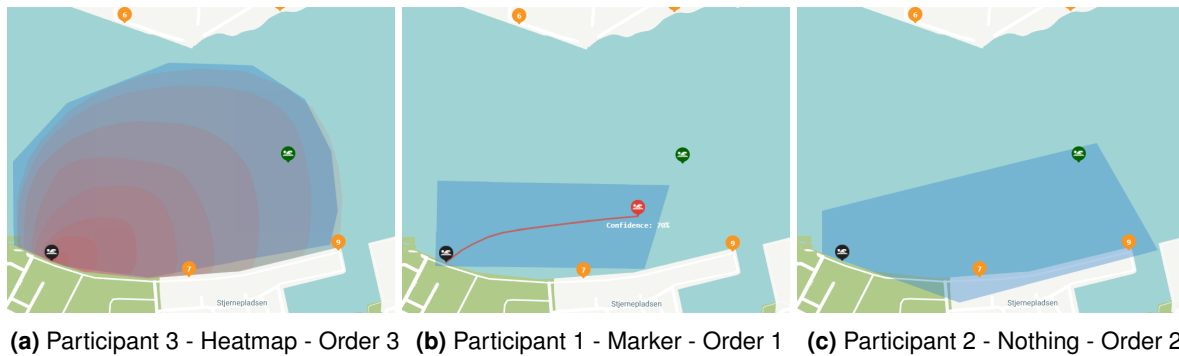 6
9
7
Stjernepladsen
6
Confidence: 70%
9
7
Stjernepladsen
6
9
7
Stjernepladsen
(a) Participant 3 - Heatmap - Order 3
(b) Participant 1 - Marker - Order 1
(c) Participant 2 - Nothing - Order 2